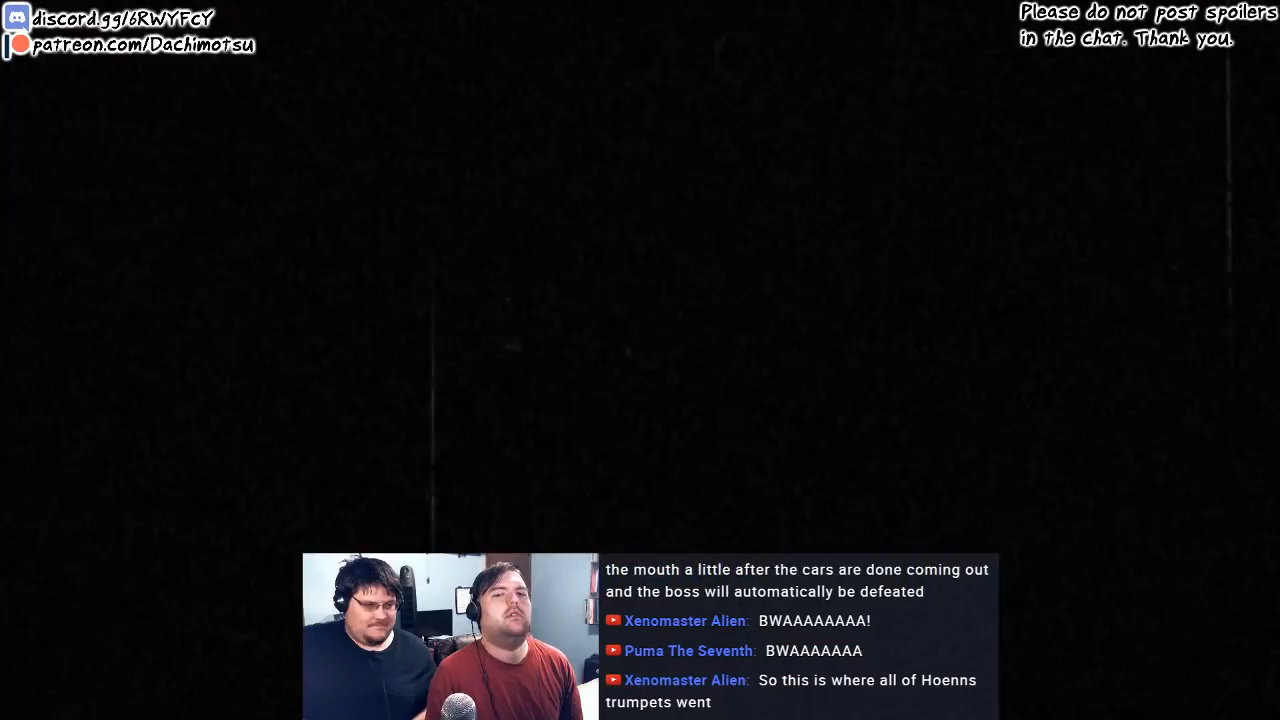 discord.gg/6RWYFcY
patreon.com/Dachimotsu
Please do not post spoilers
in the chat. Thank you.
the mouth a little after the cars are done coming out
and the boss will automatically be defeated
Xenomaster Alien: BWAAAAAAAA!
Puma The Seventh: BWAAAAAAA
Xenomaster Alien: So this is where all of Hoenns
trumpets went